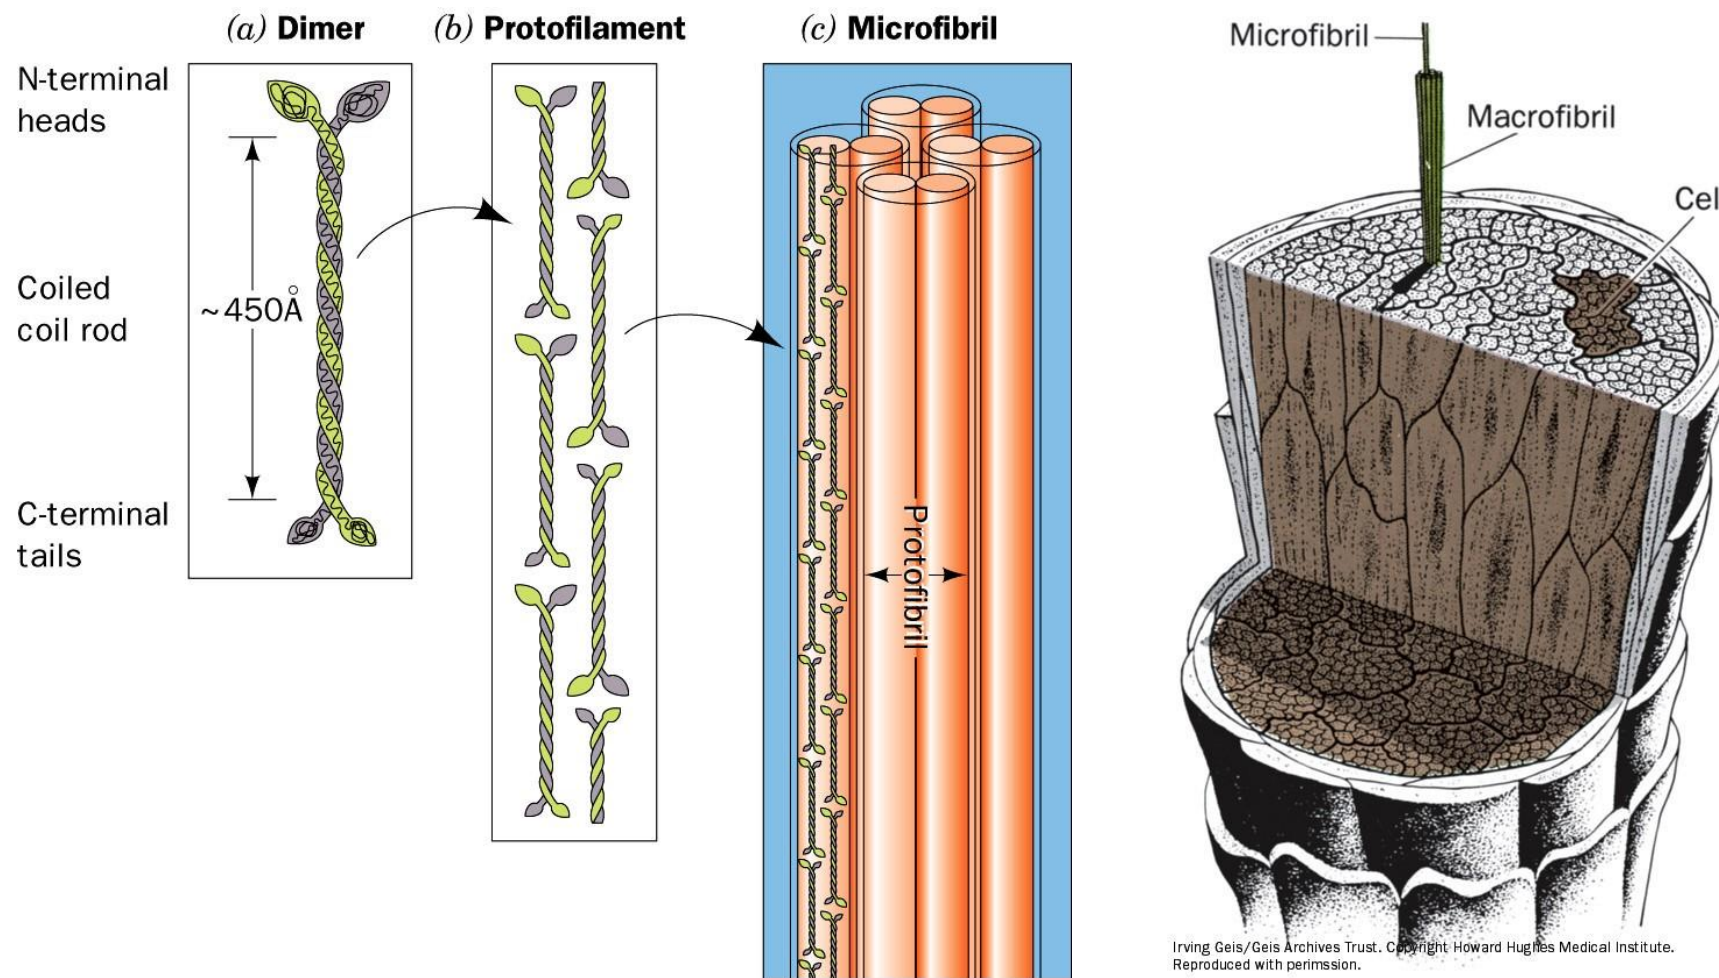 (a) Dimer
(b) Protofilament
(c) Microfibril
N-terminal
heads
Coiled
coil rod
~450Å
C-terminal
tails
Protofibril
Microfibril
Macrofibril
Cel
Irving Geis/Geis Archives Trust. Copyright Howard Hughes Medical Institute.
Reproduced with perimssion.